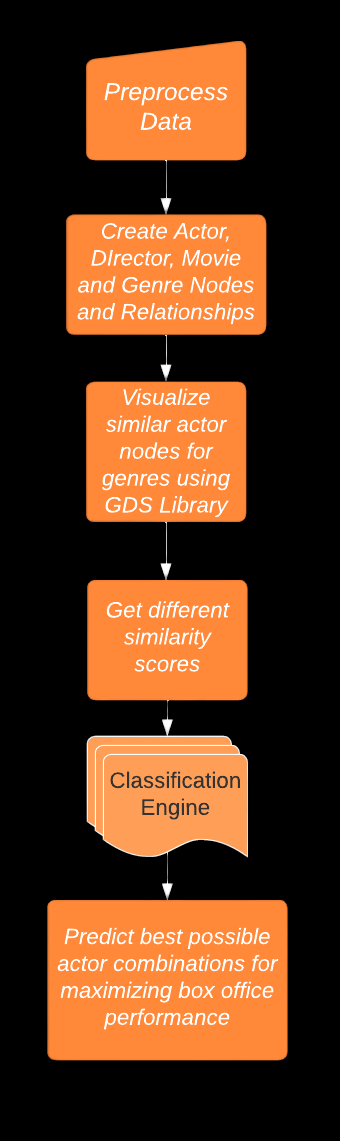 Preprocess
Data
Create Actor,
DIrector, Movie
and Genre Nodes
and Relationships
Visualize
similar actor
nodes for
genres using
GDS Library
Get different
similarity
scores
Classification
Engine
Predict best possible
actor combinations for
maximizing box office
performance